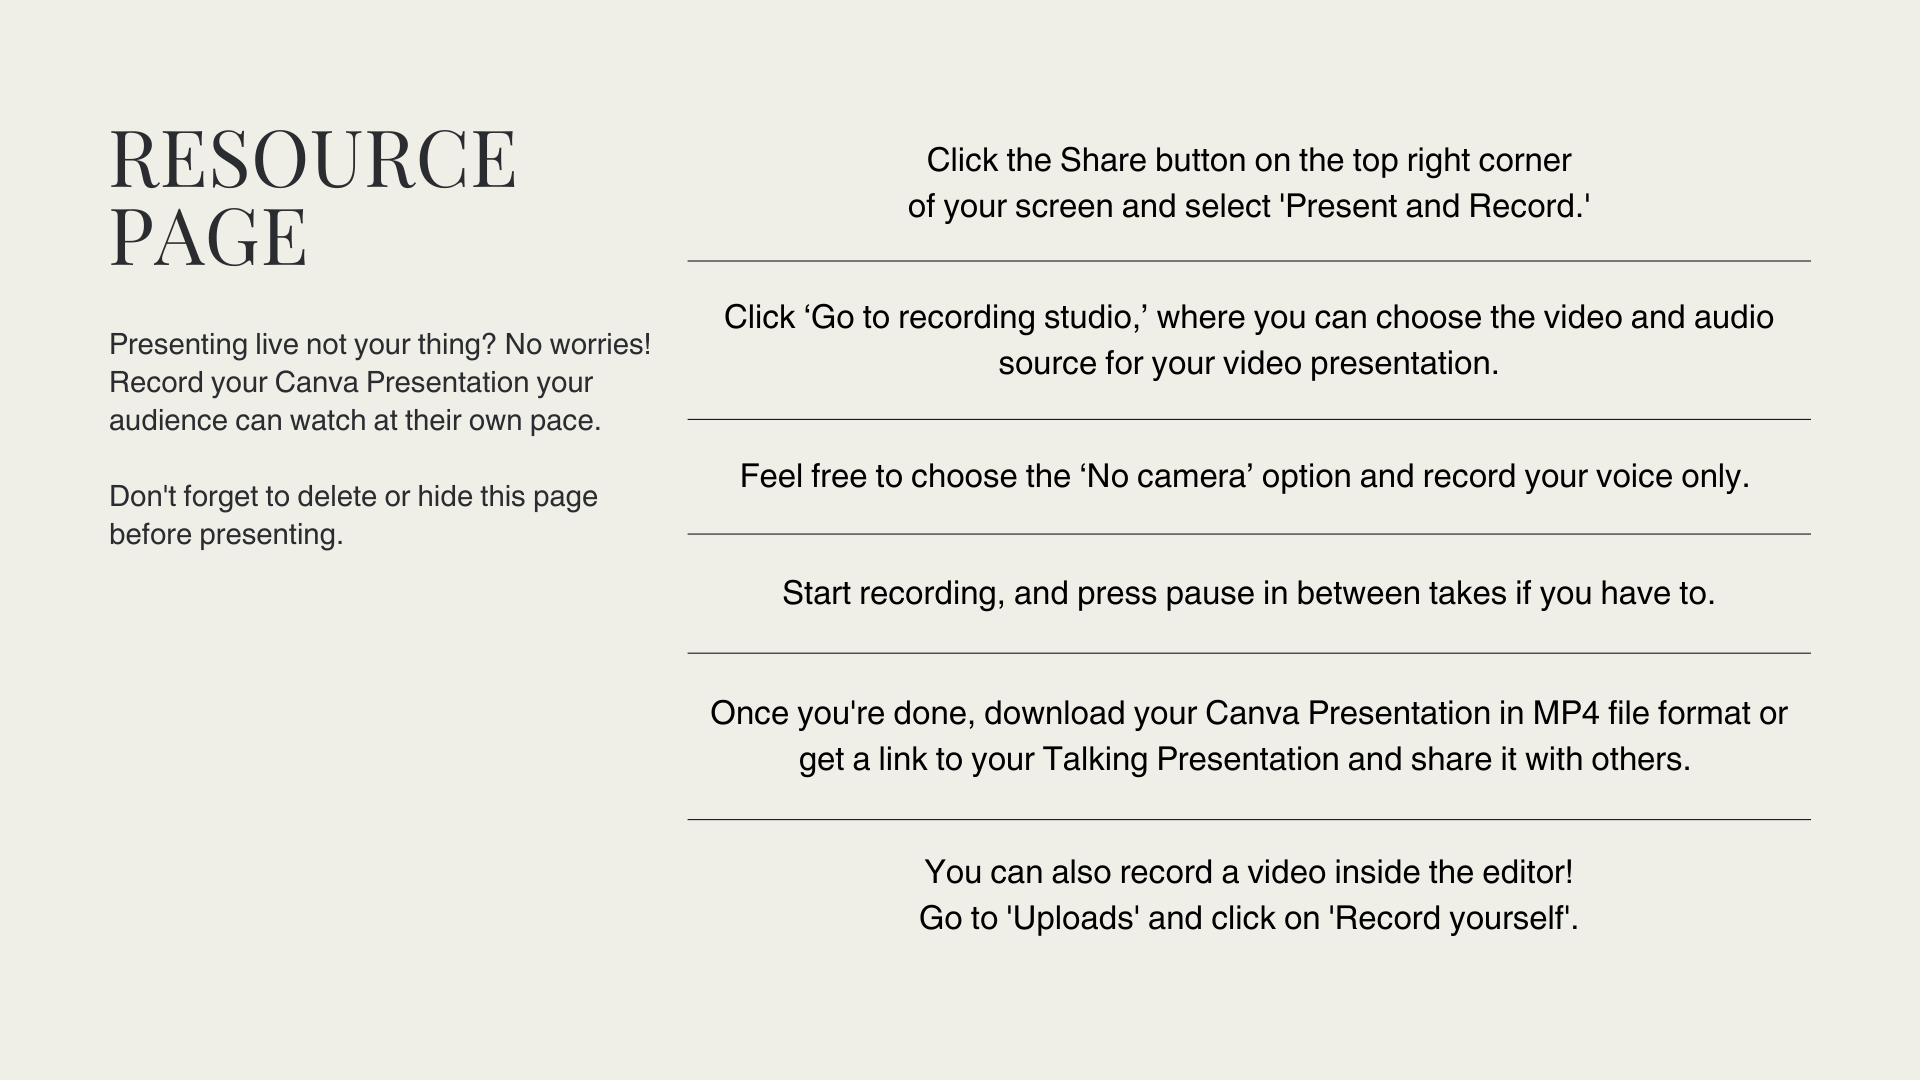 RESOURCE
PAGE
Presenting live not your thing? No worries!
Record your Canva Presentation your
audience can watch at their own pace.
Don't forget to delete or hide this page
before presenting.
Click the Share button on the top right corner
of your screen and select 'Present and Record.'
Click ‘Go to recording studio,’ where you can choose the video and audio
source for your video presentation.
Feel free to choose the ‘No camera’ option and record your voice only.
Start recording, and press pause in between takes if you have to.
Once you're done, download your Canva Presentation in MP4 file format or
get a link to your Talking Presentation and share it with others.
You can also record a video inside the editor!
Go to 'Uploads' and click on 'Record yourself'.